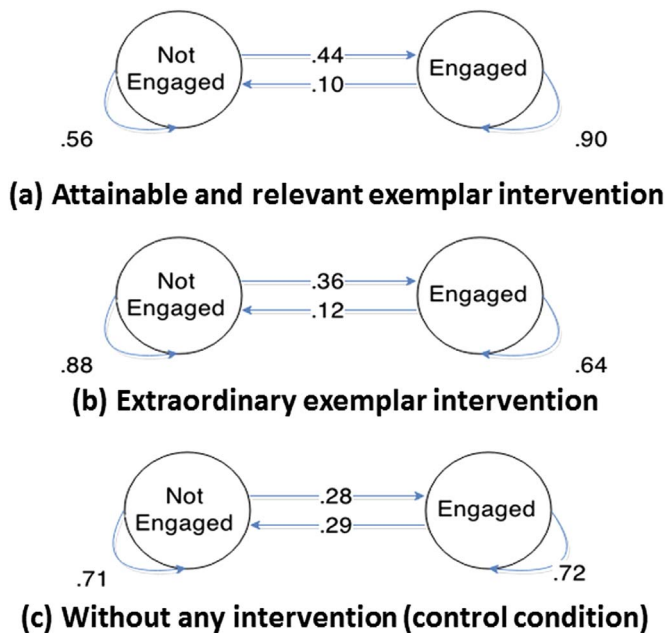 Not
Engaged
.44
.10
Engaged
.56
.90
(a) Attainable and relevant exemplar intervention
Not
Engaged
.36
.12
Engaged
.88
.64
(b) Extraordinary exemplar intervention
Not
Engaged
.28
.29
Engaged
.71
.72
(c) Without any intervention (control condition)